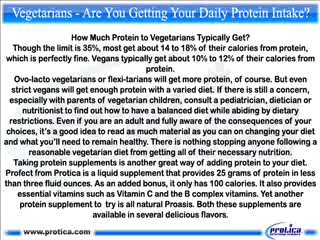 Vegetarians - Are You Getting Your Daily Protein Intake?
How Much Protein to Vegetarians Typically Get?
Though the limit is 35%, most get about 14 to 18% of their calories from protein,
which is perfectly fine. Vegans typically get about 10% to 12% of their calories from
protein.
Ovo-lacto vegetarians or flexi-tarians will get more protein, of course. But even
strict vegans will get enough protein with a varied diet. If there is still a concern,
especially with parents of vegetarian children, consult a pediatrician, dietician or
nutritionist to find out how to have a balanced diet while abiding by dietary
restrictions. Even if you are an adult and fully aware of the consequences of your
choices, it's a good idea to read as much material as you can on changing your diet
and what you'll need to remain healthy. There is nothing stopping anyone following a
reasonable vegetarian diet from getting all of their necessary nutrition.
Taking protein supplements is another great way of adding protein to your diet.
Profect from Protica is a liquid supplement that provides 25 grams of protein in less
than three fluid ounces. As an added bonus, it only has 100 calories. It also provides
essential vitamins such as Vitamin C and the B complex vitamins. Yet another
protein supplement to try is all natural Proasis. Both these supplements are
available in several delicious flavors.
www.protica.com
protica